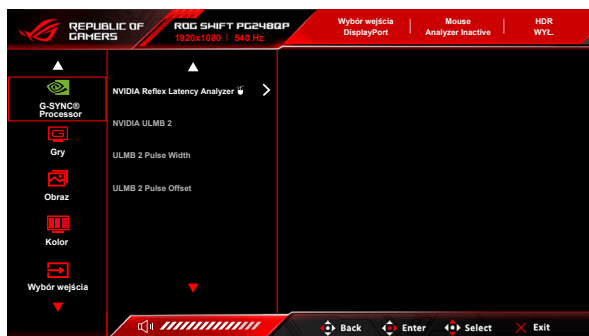 REPUBLIC OF
GAMERS
ROG SWIFT PG248QP
1920x1080 | 540 Hz
Wybór wejścia
DisplayPort
Mouse
Analyzer Inactive
HDR
WYŁ.
G-SYNC®
Processor
Gry
Obraz
Kolor
Wybór wejścia
NVIDIA Reflex Latency Analyzer
NVIDIA ULMB 2
ULMB 2 Pulse Width
ULMB 2 Pulse Offset
Back
Enter
Select
Exit